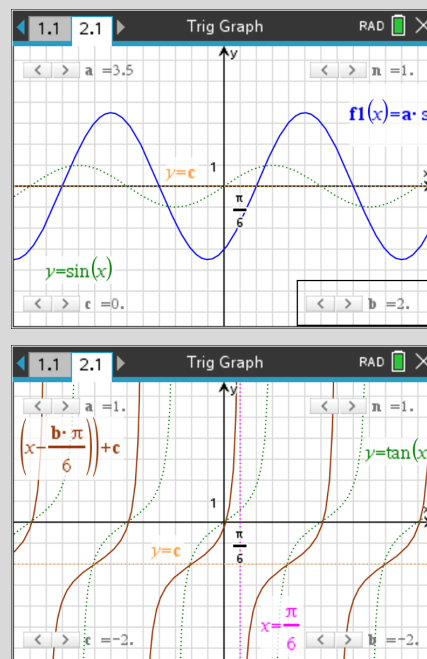 1.1 2.1 Trig Graph RAD
y
< > a =3.5 < > n =1.
f1(x)=a· s
y=c 1 x
π/6
y=sin(x)
< > c =0. < > b =2.
1.1 2.1 Trig Graph RAD
y
< > a =1. < > n =1.
(x-b·π/6))+c
y=tan(x
1 x
π/6
y=c
x=π/6
< > c =-2. < > b =-2.